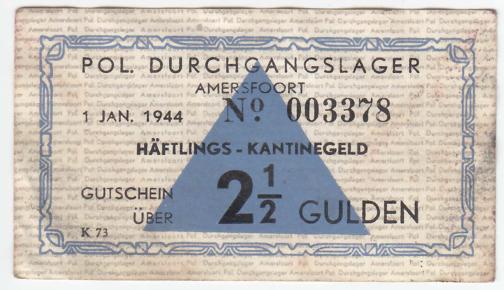 POL. DURCHGANGSLAGER
AMERSFOORT
1 JAN. 1944 Nº 003378
HÄFTLINGS - KANTINEGELD
GUTSCHEIN
ÜBER
2 1/2 GULDEN
K 73